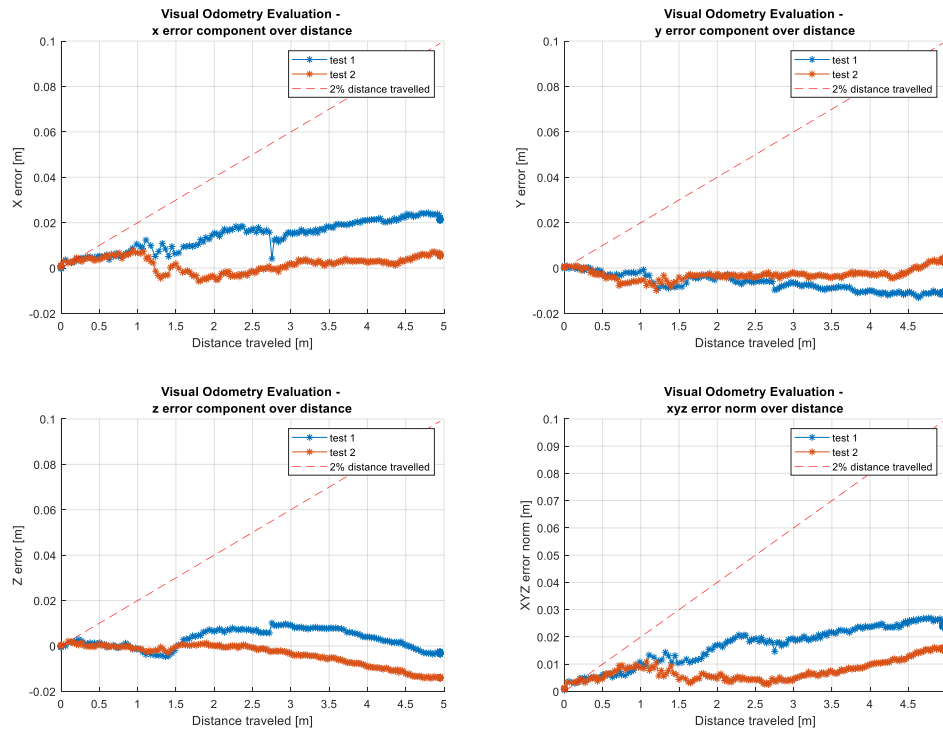 Visual Odometry Evaluation -
x error component over distance
0.1
0.08
0.06
0.04
0.02
0
-0.02
X error [m]
0 0.5 1 1.5 2 2.5 3 3.5 4 4.5 5
Distance traveled [m]
test 1
test 2
2% distance travelled
Visual Odometry Evaluation -
y error component over distance
0.1
0.08
0.06
0.04
0.02
0
-0.02
Y error [m]
0 0.5 1 1.5 2 2.5 3 3.5 4 4.5
Distance traveled [m]
test 1
test 2
2% distance travelled
Visual Odometry Evaluation -
z error component over distance
0.1
0.08
0.06
0.04
0.02
0
-0.02
Z error [m]
0 0.5 1 1.5 2 2.5 3 3.5 4 4.5 5
Distance traveled [m]
test 1
test 2
2% distance travelled
Visual Odometry Evaluation -
xyz error norm over distance
0.1
0.09
0.08
0.07
0.06
0.05
0.04
0.03
0.02
0.01
0
XYZ error norm [m]
0 0.5 1 1.5 2 2.5 3 3.5 4 4.5
Distance traveled [m]
test 1
test 2
2% distance travelled